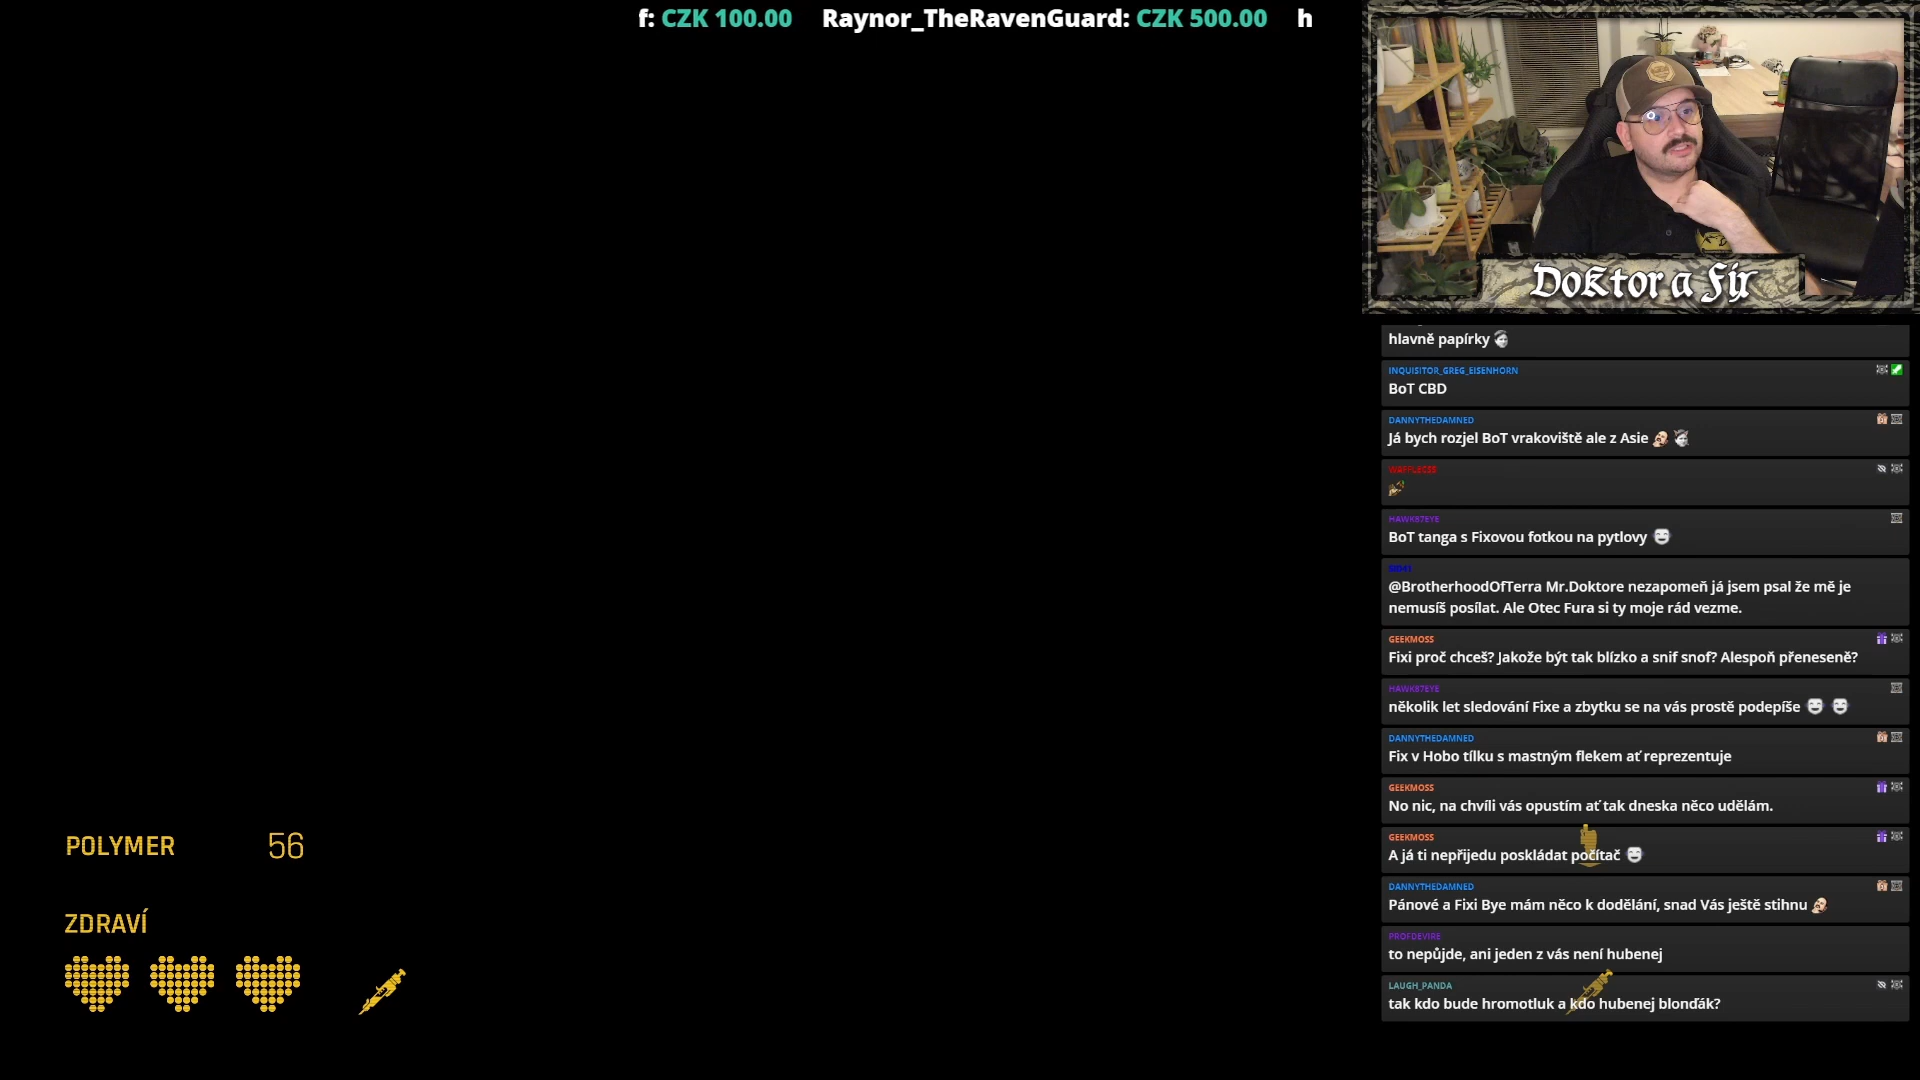 f: CZK 100.00 Raynor_TheRavenGuard: CZK 500.00 h
Doktor a Fix
hlavně papírky
INQUISITOR_GREG_EISENHORN
BoT CBD
DANNYTHEDAMNED
Já bych rozjel BoT vrakoviště ale z Asie
HAWK87EYE
BoT tanga s Fixovou fotkou na pytlovy
@BrotherhoodOfTerra Mr.Doktore nezapomeň já jsem psal že mě je
nemusíš posílat. Ale Otec Fura si ty moje rád vezme.
GEEKMOSS
Fixi proč chceš? Jakože být tak blízko a snif snof? Alespoň přeneseně?
HAWK87EYE
několik let sledování Fixe a zbytku se na vás prostě podepíše
DANNYTHEDAMNED
Fix v Hobo tílku s mastným flekem ať reprezentuje
GEEKMOSS
No nic, na chvíli vás opustím ať tak dneska něco udělám.
GEEKMOSS
A já ti nepřijedu poskládat počítač
DANNYTHEDAMNED
Pánové a Fixi Bye mám něco k dodělání, snad Vás ještě stihnu
PROFDEVIRE
to nepůjde, ani jeden z vás není hubenej
LAUGH_PANDA
tak kdo bude hromotluk a kdo hubenej blonďák?
POLYMER 56
ZDRAVÍ